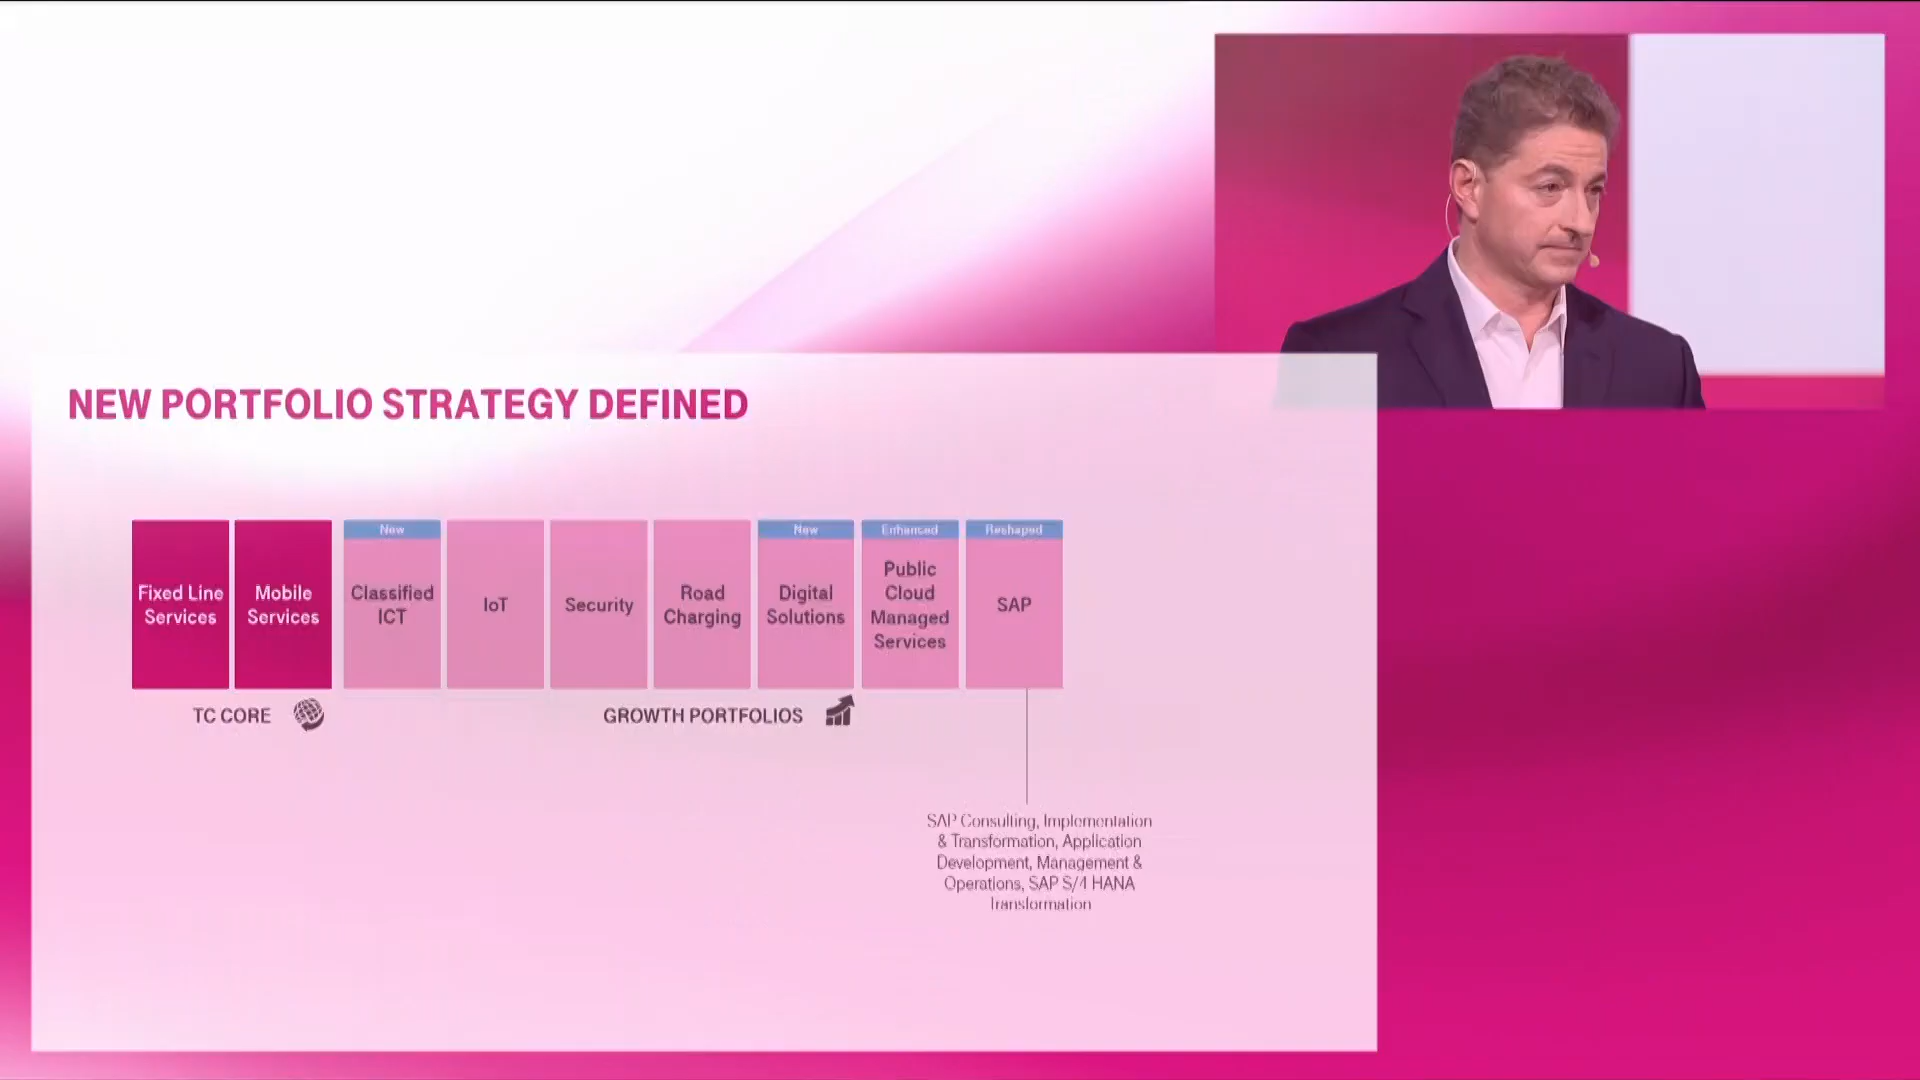 NEW PORTFOLIO STRATEGY DEFINED
New
New
Enhanced
Reshaped
Fixed Line
Services
Mobile
Services
Classified
ICT
IoT
Security
Road
Charging
Digital
Solutions
Public
Cloud
Managed
Services
SAP
TC CORE
GROWTH PORTFOLIOS
SAP Consulting, Implementation
& Transformation, Application
Development, Management &
Operations, SAP S/4 HANA
Transformation